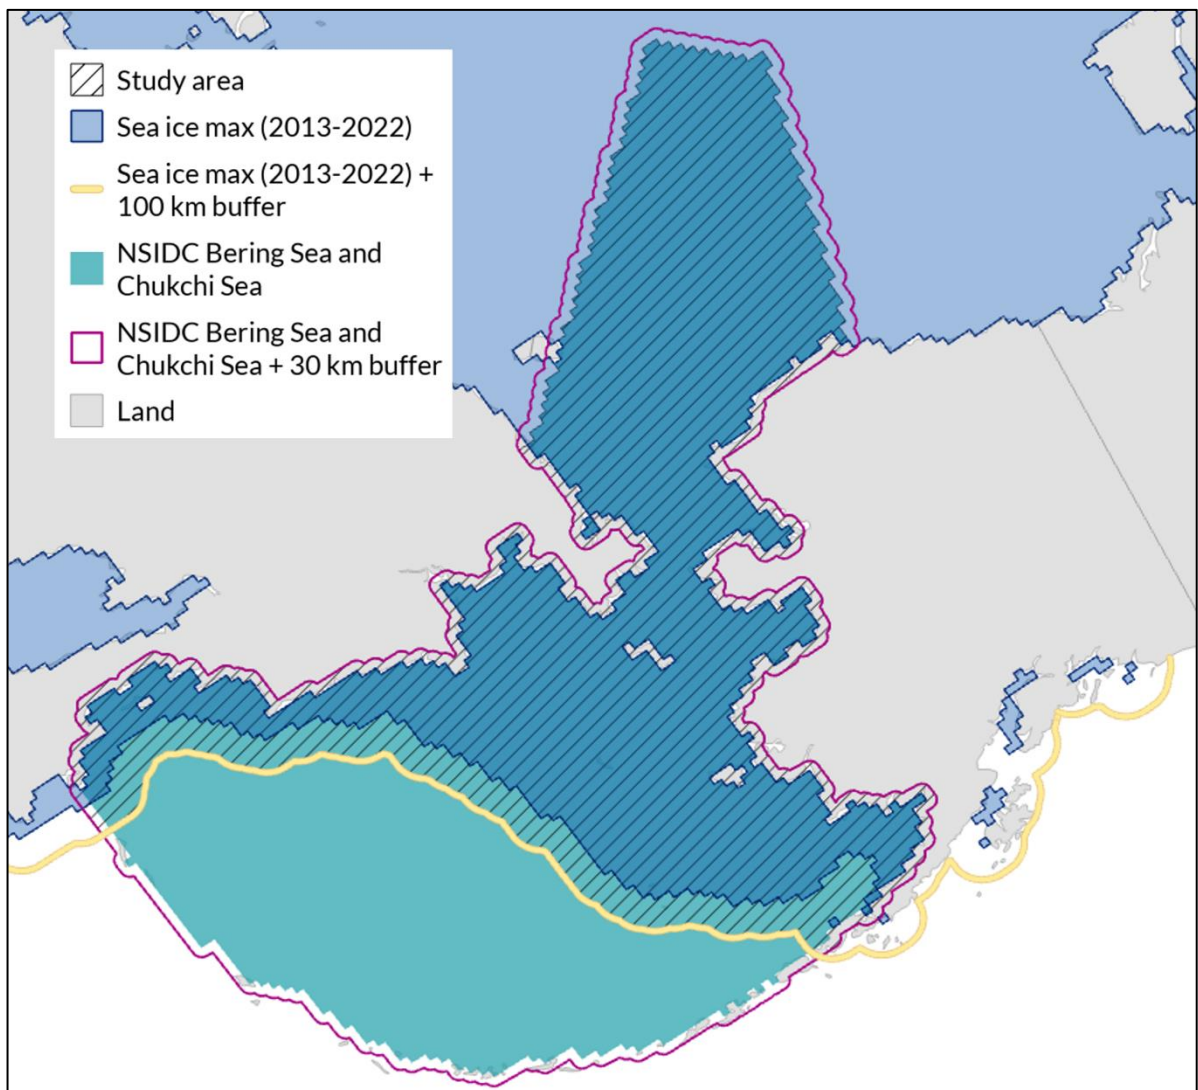 Study area
Sea ice max (2013-2022)
Sea ice max (2013-2022) +
100 km buffer
NSIDC Bering Sea and
Chukchi Sea
NSIDC Bering Sea and
Chukchi Sea + 30 km buffer
Land